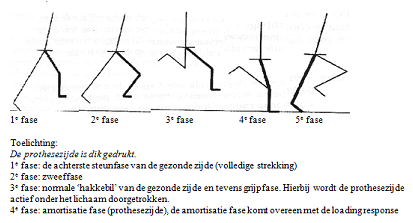 1e fase 2e fase 3e fase 4e fase 5e fase
Toelichting:
De prothesezijde is dik gedrukt.
1e fase: de achterste steunfase van de gezonde zijde (volledige strekking)
2e fase: zweeffase
3e fase: normale ‘hakkebil’ van de gezonde zijde en tevens grijpfase. Hierbij wordt de prothesezijde
actief onder het lichaam doorgetrokken.
4e fase: amortisatie fase (prothesezijde), de amortisatie fase komt overeen met de loading response